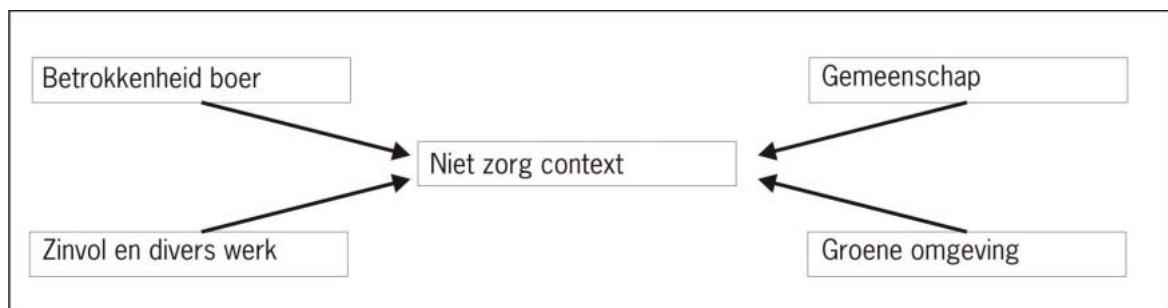 Betrokkenheid boer
Gemeenschap
Niet zorg context
Zinvol en divers werk
Groene omgeving